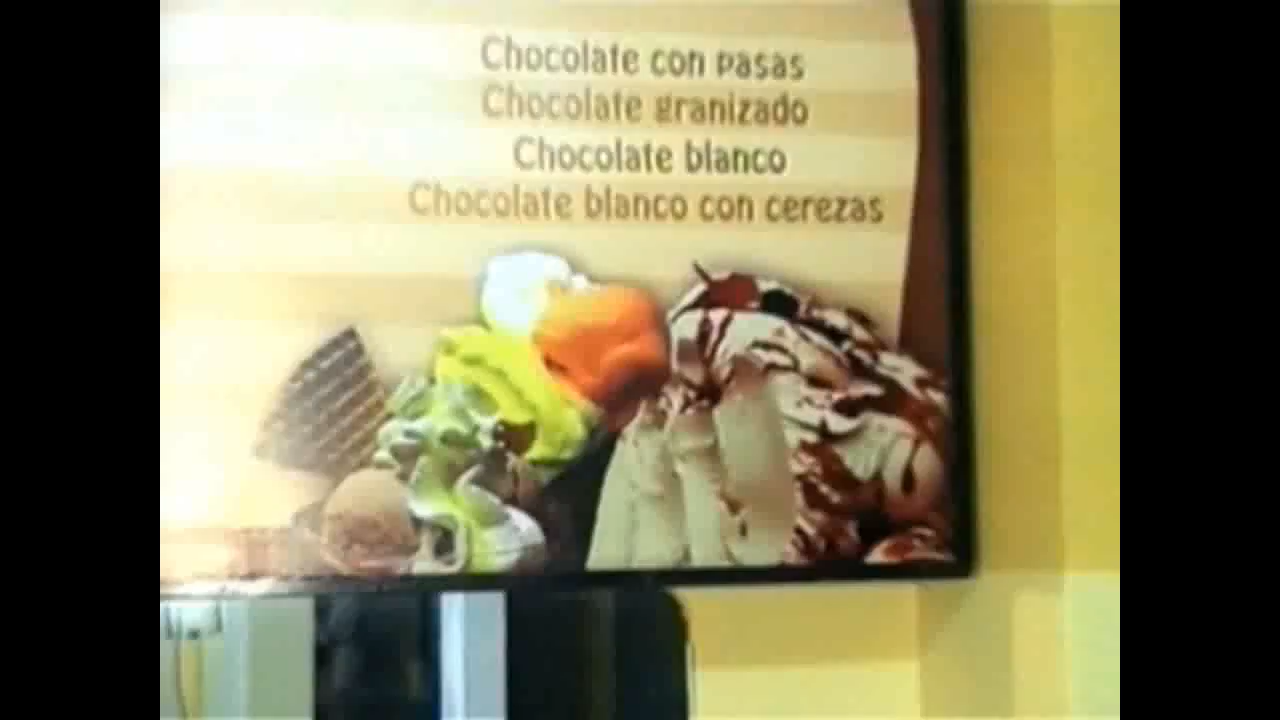 Chocolate con pasas
Chocolate granizado
Chocolate blanco
Chocolate blanco con cerezas